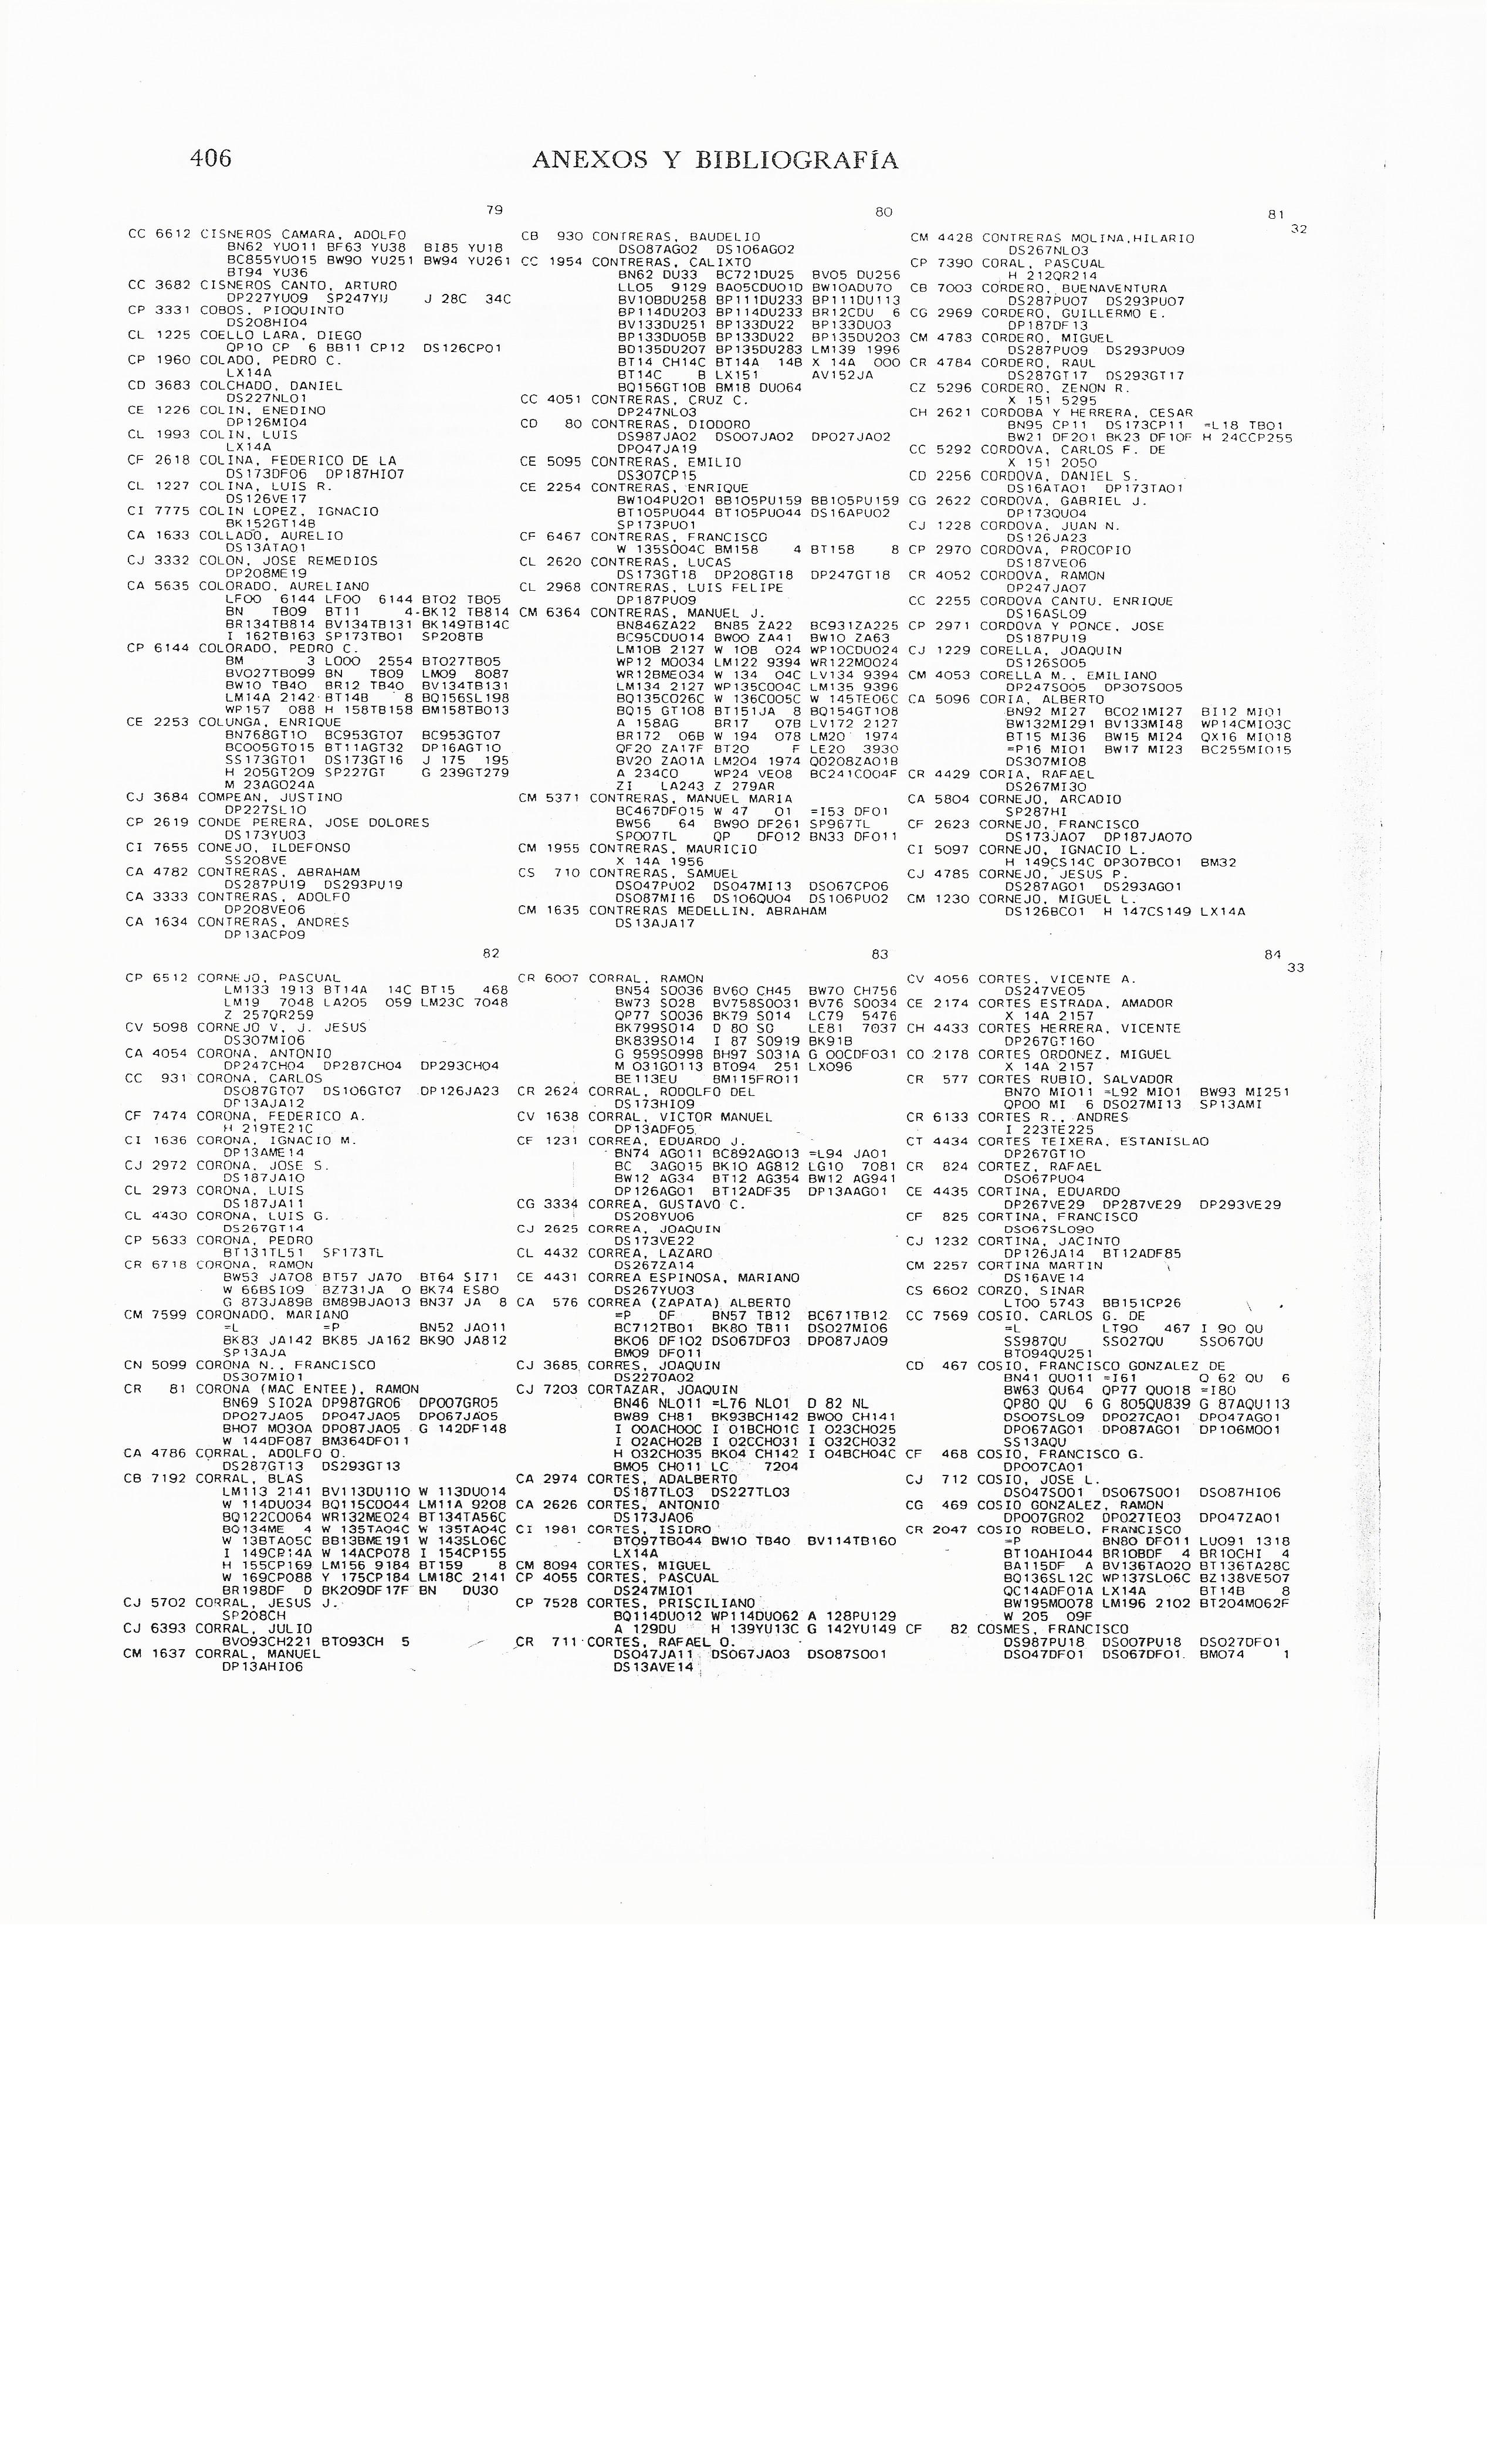 406
ANEXOS Y BIBLIOGRAFÍA
79
CC 6612 CISNEROS CAMARA, ADOLFO
BN62 YU011 BF63 YU38 BI85 YU18
BC855YU015 BW90 YU251 BW94 YU261
BT94 YU36
CC 3682 CISNEROS CANTO, ARTURO
DP227YU09 SP247YU J 28C 34C
CP 3331 COBOS, PIOQUINTO
DS208HI04
CL 1225 COELLO LARA, DIEGO
QP10 CP 6 BB11 CP12 DS126CP01
CP 1960 COLADO, PEDRO C.
LX14A
CD 3683 COLCHADO, DANIEL
DS227NL01
CE 1226 COLIN, ENEDINO
DP126MI04
CL 1993 COLIN, LUIS
LX14A
CF 2618 COLINA, FEDERICO DE LA
DS173DF06 DP187HI07
CL 1227 COLINA, LUIS R.
DS126VE17
CI 7775 COLIN LOPEZ, IGNACIO
BK152GT14B
CA 1633 COLLADO, AURELIO
DS13ATA01
CJ 3332 COLON, JOSE REMEDIOS
DP208ME19
CA 5635 COLORADO, AURELIANO
LF00 6144 LF00 6144 BT02 TB05
BN TB09 BT11 4-BK12 TB814
BR134TB814 BV134TB131 BK149TB14C
I 162TB163 SP173TB01 SP208TB
CP 6144 COLORADO, PEDRO C.
BM 3 L000 2554 BT027TB05
BV027TB099 BN TB09 LM09 8087
BW10 TB40 BR12 TB40 BV134TB131
LM14A 2142 BT14B 8 BQ156SL198
WP157 088 H 158TB158 BM158TB013
CE 2253 COLUNGA, ENRIQUE
BN768GT10 BC953GT07 BC953GT07
BC005GT015 BT11AGT32 DP16AGT10
SS173GT01 DS173GT16 J 175 195
H 205GT209 SP227GT G 239GT279
M 23AG024A
CJ 3684 COMPEAN, JUSTINO
DP227SL10
CP 2619 CONDE PERERA, JOSE DOLORES
DS173YU03
CI 7655 CONEJO, ILDEFONSO
SS208VE
CA 4782 CONTRERAS, ABRAHAM
DS287PU19 DS293PU19
CA 3333 CONTRERAS, ADOLFO
DP208VE06
CA 1634 CONTRERAS, ANDRES
DP13ACP09
80
CB 930 CONTRERAS, BAUDELIO
DS087AG02 DS106AG02
CC 1954 CONTRERAS, CALIXTO
BN62 DU33 BC721DU25 BV05 DU256
LL05 9129 BA05CDU01D BW10ADU70
BV10BDU258 BP111DU233 BP111DU113
BP114DU203 BP114DU233 BR12CDU 6
BV133DU251 BP133DU22 BP133DU03
BP133DU05B BP133DU22 BP135DU203
BO135DU207 BP135DU283 LM139 1996
BT14 CH14C BT14A 14B X 14A 000
BT14C B LX151 AV152JA
BQ156GT10B BM18 DU064
CC 4051 CONTRERAS, CRUZ C.
DP247NL03
CD 80 CONTRERAS, DIODORO
DS987JA02 DS007JA02 DP027JA02
DP047JA19
CE 5095 CONTRERAS, EMILIO
DS307CP15
CE 2254 CONTRERAS, ENRIQUE
BW104PU201 BB105PU159 BB105PU159
BT105PU044 BT105PU044 DS16APU02
SP173PU01
CF 6467 CONTRERAS, FRANCISCO
W 135S004C BM158 4 BT158 8
CL 2620 CONTRERAS, LUCAS
DS173GT18 DP208GT18 DP247GT18
CL 2968 CONTRERAS, LUIS FELIPE
DP187PU09
CM 6364 CONTRERAS, MANUEL J.
BN846ZA22 BN85 ZA22 BC931ZA225
BC95CDU014 BW00 ZA41 BW10 ZA63
LM10B 2127 W 10B 024 WP10CDU024
WP12 M0034 LM122 9394 WR122M0024
WR12BME034 W 134 04C LV134 9394
LM134 2127 WP135C004C LM135 9396
BQ135C026C W 136C005C W 145TE06C
BQ15 GT108 BT151JA 8 BQ154GT108
A 158AG BR17 07B LV172 2127
BR172 06B W 194 078 LM20 1974
QF20 ZA17F BT20 F LE20 3930
BV20 ZA01A LM204 1974 Q0208ZA01B
A 234CO WP24 VE08 BC241C004F
ZI LA243 Z 279AR
CM 5371 CONTRERAS, MANUEL MARIA
BC467DF015 W 47 01 =I53 DF01
BW56 64 BW90 DF261 SP967TL
SP007TL QP DF012 BN33 DF011
CM 1955 CONTRERAS, MAURICIO
X 14A 1956
CS 710 CONTRERAS, SAMUEL
DS047PU02 DS047MI13 DS067CP06
DS087MI16 DS106QU04 DS106PU02
CM 1635 CONTRERAS MEDELLIN, ABRAHAM
DS13AJA17
81
32
CM 4428 CONTRERAS MOLINA,HILARIO
DS267NL03
CP 7390 CORAL, PASCUAL
H 212QR214
CB 7003 CORDERO, BUENAVENTURA
DS287PU07 DS293PU07
CG 2969 CORDERO, GUILLERMO E.
DP187DF13
CM 4783 CORDERO, MIGUEL
DS287PU09 DS293PU09
CR 4784 CORDERO, RAUL
DS287GT17 DS293GT17
CZ 5296 CORDERO, ZENON R.
X 151 5295
CH 2621 CORDOBA Y HERRERA, CESAR
BN95 CP11 DS173CP11 =L18 TB01
BW21 DF201 BK23 DF10F H 24CCP255
CC 5292 CORDOVA, CARLOS F. DE
X 151 2050
CD 2256 CORDOVA, DANIEL S.
DS16ATA01 DP173TA01
CG 2622 CORDOVA, GABRIEL J.
DP173QU04
CJ 1228 CORDOVA, JUAN N.
DS126JA23
CP 2970 CORDOVA, PROCOPIO
DS187VE06
CR 4052 CORDOVA, RAMON
DP247JA07
CC 2255 CORDOVA CANTU. ENRIQUE
DS16ASL09
CP 2971 CORDOVA Y PONCE, JOSE
DS187PU19
CJ 1229 CORELLA, JOAQUIN
DS126S005
CM 4053 CORELLA M., EMILIANO
DP247S005 DP307S005
CA 5096 CORIA, ALBERTO
BN92 MI27 BC021MI27 BI12 MI01
BW132MI291 BV133MI48 WP14CMI03C
BT15 MI36 BW15 MI24 QX16 MI018
=P16 MI01 BW17 MI23 BC255MI015
DS307MI08
CR 4429 CORIA, RAFAEL
DS267MI30
CA 5804 CORNEJO, ARCADIO
SP287HI
CF 2623 CORNEJO, FRANCISCO
DS173JA07 DP187JA070
CI 5097 CORNEJO, IGNACIO L.
H 149CS14C DP307BC01 BM32
CJ 4785 CORNEJO, JESUS P.
DS287AG01 DS293AG01
CM 1230 CORNEJO, MIGUEL L.
DS126BC01 H 147CS149 LX14A
82
CP 6512 CORNEJO, PASCUAL
LM133 1913 BT14A 14C BT15 468
LM19 7048 LA205 059 LM23C 7048
Z 257QR259
CV 5098 CORNEJO V. J. JESUS
DS307MI06
CA 4054 CORONA, ANTONIO
DP247CH04 DP287CH04 DP293CH04
CC 931 CORONA, CARLOS
DS087GT07 DS106GT07 DP126JA23
DP13AJA12
CF 7474 CORONA, FEDERICO A.
H 219TE21C
CI 1636 CORONA, IGNACIO M.
DP13AME14
CJ 2972 CORONA, JOSE S.
DS187JA10
CL 2973 CORONA, LUIS
DS187JA11
CL 4430 CORONA, LUIS G.
DS267GT14
CP 5633 CORONA, PEDRO
BT131TL51 SP173TL
CR 6718 CORONA, RAMON
BW53 JA708 BT57 JA70 BT64 SI71
W 66BSI09 BZ731JA 0 BK74 ES80
G 873JA89B BM89BJA013 BN37 JA 8
CM 7599 CORONADO, MARIANO
=L =P BN52 JA011
BK83 JA142 BK85 JA162 BK90 JA812
SP13AJA
CN 5099 CORONA N., FRANCISCO
DS307MI01
CR 81 CORONA (MAC ENTEE), RAMON
BN69 SI02A DP987GR06 DP007GR05
DP027JA05 DP047JA05 DP067JA05
BH07 M030A DP087JA05 G 142DF148
W 144DF087 BM364DF011
CA 4786 CORRAL, ADOLFO O.
DS287GT13 DS293GT13
CB 7192 CORRAL, BLAS
LM113 2141 BV113DU110 W 113DU014
W 114DU034 BQ115C0044 LM11A 9208
BQ122C0064 WR132ME024 BT134TA56C
BQ134ME 4 W 135TA04C W 135TA04C
W 13BTA05C BB13BME191 W 143SL06C
I 149CP14A W 14ACP078 I 154CP155
H 155CP169 LM156 9184 BT159 8
W 169CP088 Y 175CP184 LM18C 2141
BR198DF D BK209DF17F BN DU30
CJ 5702 CORRAL, JESUS J.
SP208CH
CJ 6393 CORRAL, JULIO
BV093CH221 BT093CH 5
CM 1637 CORRAL, MANUEL
DP13AHI06
83
CR 6007 CORRAL, RAMON
BN54 S0036 BV60 CH45 BW70 CH756
BW73 S028 BV758S0031 BV76 S0034
QP77 S0036 BK79 S014 LC79 5476
BK799S014 D 80 SO LE81 7037
BK839S014 I 87 S0919 BK91B
G 959S0998 BH97 S031A G 00CDF031
M 031G0113 BT094 251 LX096
BE113EU BM115FR011
CR 2624 CORRAL, RODOLFO DEL
DS173HI09
CV 1638 CORRAL, VICTOR MANUEL
DP13ADF05
CE 1231 CORREA, EDUARDO J.
BN74 AG011 BC892AG013 =L94 JA01
BC 3AG015 BK10 AG812 LG10 7081
BW12 AG34 BT12 AG354 BW12 AG941
DP126AG01 BT12ADF35 DP13AAG01
CG 3334 CORREA, GUSTAVO C.
DS208YU06
CJ 2625 CORREA, JOAQUIN
DS173VE22
CL 4432 CORREA, LAZARO
DS267ZA14
CE 4431 CORREA ESPINOSA, MARIANO
DS267YU03
CA 576 CORREA (ZAPATA) ALBERTO
=P DF BN57 TB12 BC671TB12
BC712TB01 BK80 TB11 DS027MI06
BK06 DF102 DS067DF03 DP087JA09
BM09 DF011
CJ 3685 CORRES, JOAQUIN
DS2270A02
CJ 7203 CORTAZAR, JOAQUIN
BN46 NL011 =L76 NL01 D 82 NL
BW89 CH81 BK93BCH142 BW00 CH141
I 00ACH00C I 01BCH01C I 023CH025
I 02ACH02B I 02CCH031 I 032CH032
H 032CH035 BK04 CH142 I 04BCH04C
BM05 CH011 LC 7204
CA 2974 CORTES, ADALBERTO
DS187TL03 DS227TL03
CA 2626 CORTES, ANTONIO
DS173JA06
CI 1981 CORTES, ISIDRO
BT097TB044 BW10 TB40 BV114TB160
LX14A
CM 8094 CORTES, MIGUEL
CP 4055 CORTES, PASCUAL
DS247MI01
CP 7528 CORTES, PRISCILIANO
BQ114DU012 WP114DU062 A 128PU129
A 129DU H 139YU13C G 142YU149
CR 711 CORTES, RAFAEL O.
DS047JA11 DS067JA03 DS087S001
DS13AVE14
84
33
CV 4056 CORTES, VICENTE A.
DS247VE05
CE 2174 CORTES ESTRADA, AMADOR
X 14A 2157
CH 4433 CORTES HERRERA, VICENTE
DP267GT160
CO 2178 CORTES ORDONEZ, MIGUEL
X 14A 2157
CR 577 CORTES RUBIO, SALVADOR
BN70 MI011 =L92 MI01 BW93 MI251
QP00 MI 6 DS027MI13 SP13AMI
CR 6133 CORTES R., ANDRES
I 223TE225
CT 4434 CORTES TEIXERA, ESTANISLAO
DP267GT10
CR 824 CORTEZ, RAFAEL
DS067PU04
CE 4435 CORTINA, EDUARDO
DP267VE29 DP287VE29 DP293VE29
CF 825 CORTINA, FRANCISCO
DS067SL090
CJ 1232 CORTINA, JACINTO
DP126JA14 BT12ADF85
CM 2257 CORTINA MARTIN
DS16AVE14
CS 6602 CORZO, SINAR
LT00 5743 BB151CP26
CC 7569 COSIO, CARLOS G. DE
=L LT90 467 I 90 QU
SS987QU SS027QU SS067QU
BT094QU251
CD 467 COSIO, FRANCISCO GONZALEZ DE
BN41 QU011 =I61 Q 62 QU 6
BW63 QU64 QP77 QU018 =I80
QP80 QU 6 G 805QU839 G 87AQU113
DS007SL09 DP027CA01 DP047AG01
DP067AG01 DP087AG01 DP106M001
SS13AQU
CF 468 COSIO, FRANCISCO G.
DP007CA01
CJ 712 COSIO, JOSE L.
DS047S001 DS067S001 DS087HI06
CG 469 COSIO GONZALEZ, RAMON
DP007GR02 DP027TE03 DP047ZA01
CR 2047 COSIO ROBELO, FRANCISCO
=P BN80 DF011 LU091 1318
BT10AHI044 BR10BDF 4 BR10CHI 4
BA115DF A BV136TA020 BT136TA28C
BQ136SL12C WP137SL06C BZ138VE507
QC14ADF01A LX14A BT14B 8
BW195M0078 LM196 2102 BT204M062F
W 205 09F
CF 82 COSMES, FRANCISCO
DS987PU18 DS007PU18 DS027DF01
DS047DF01 DS067DF01. BM074 1